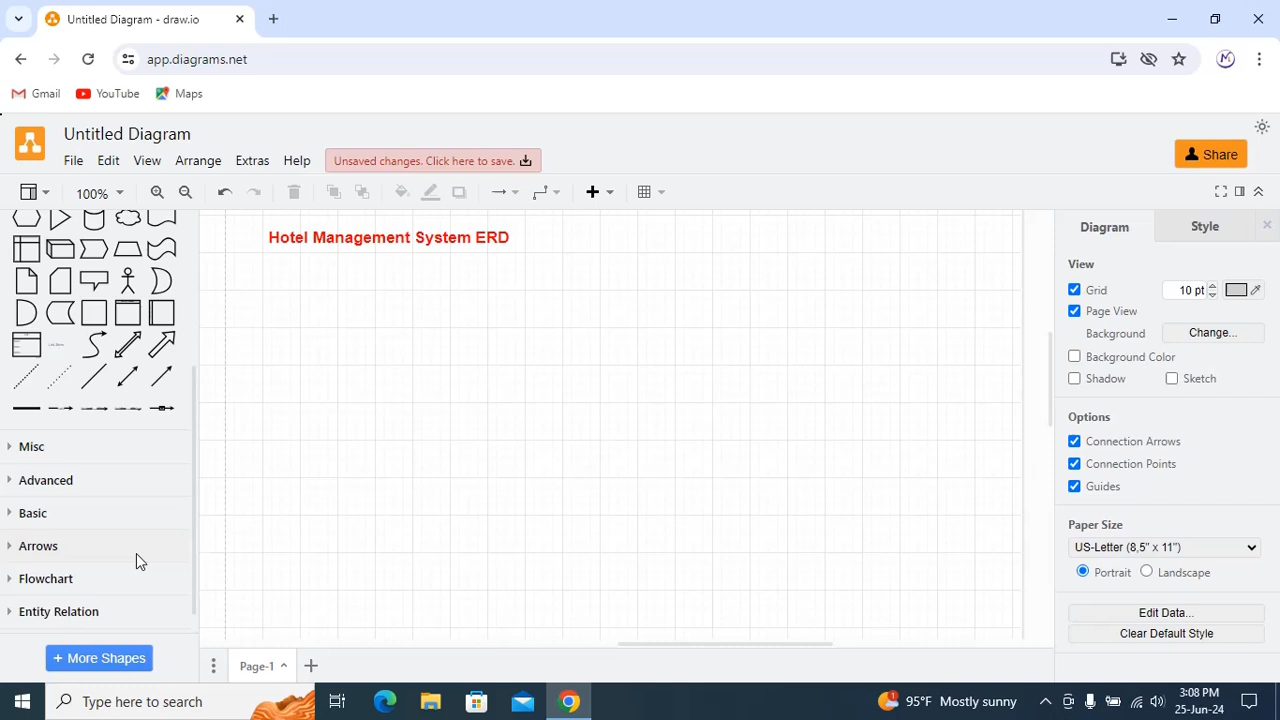 Untitled Diagram - draw.io
app.diagrams.net
Gmail YouTube Maps
Untitled Diagram
File Edit View Arrange Extras Help Unsaved changes. Click here to save. Share
100%
Hotel Management System ERD
Diagram Style
View
Grid 10 pt
Page View
Background Change...
Background Color
Shadow Sketch
Options
Connection Arrows
Connection Points
Guides
Paper Size
US-Letter (8,5" x 11")
Portrait Landscape
Edit Data...
Clear Default Style
Misc
Advanced
Basic
Arrows
Flowchart
Entity Relation
+ More Shapes
Page-1
Type here to search
95°F Mostly sunny
3:08 PM
25-Jun-24